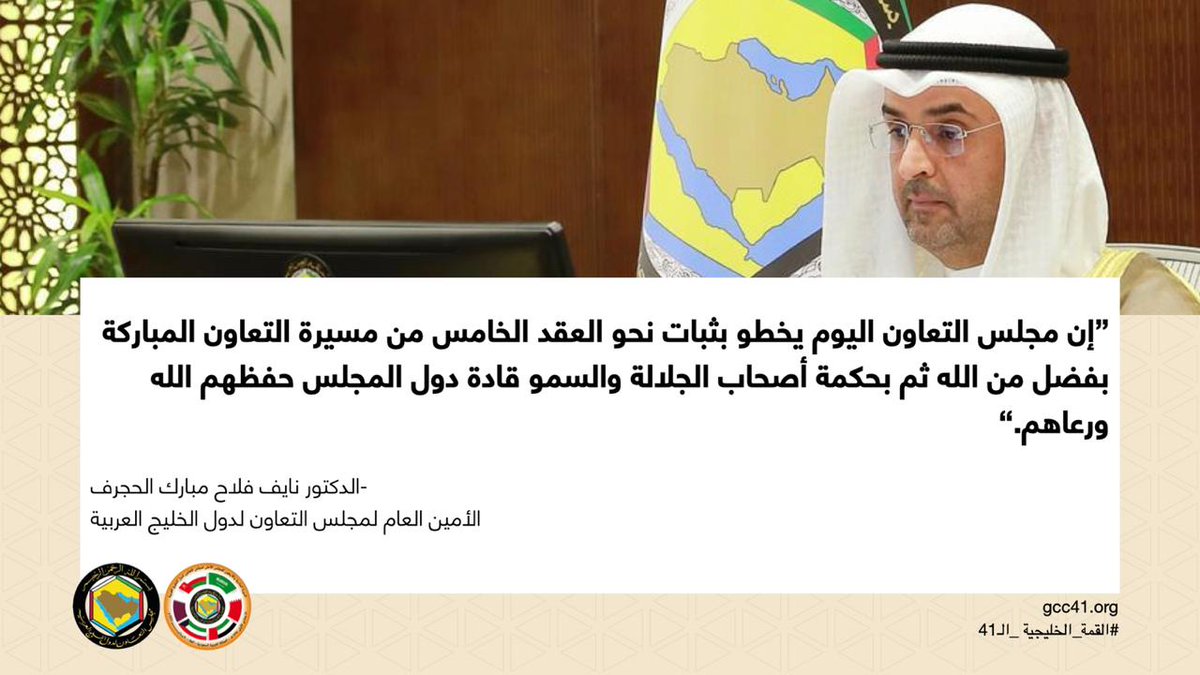 ”إن مجلس التعاون اليوم يخطو بثبات نحو العقد الخامس من مسيرة التعاون المباركة
بفضل من الله ثم بحكمة أصحاب الجلالة والسمو قادة دول المجلس حفظهم الله
ورعاهم.“
-الدكتور نايف فلاح مبارك الحجرف
الأمين العام لمجلس التعاون لدول الخليج العربية
gcc41.org
#القمة_الخليجية _الـ41